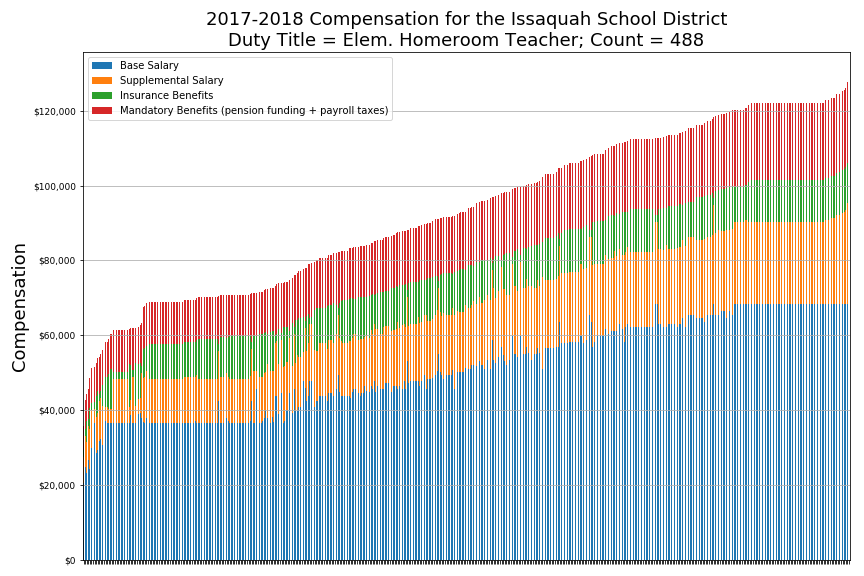 2017-2018 Compensation for the Issaquah School District
Duty Title = Elem. Homeroom Teacher; Count = 488
Base Salary
Supplemental Salary
Insurance Benefits
Mandatory Benefits (pension funding + payroll taxes)
$120,000
$100,000
$80,000
$60,000
$40,000
$20,000
$0
Compensation